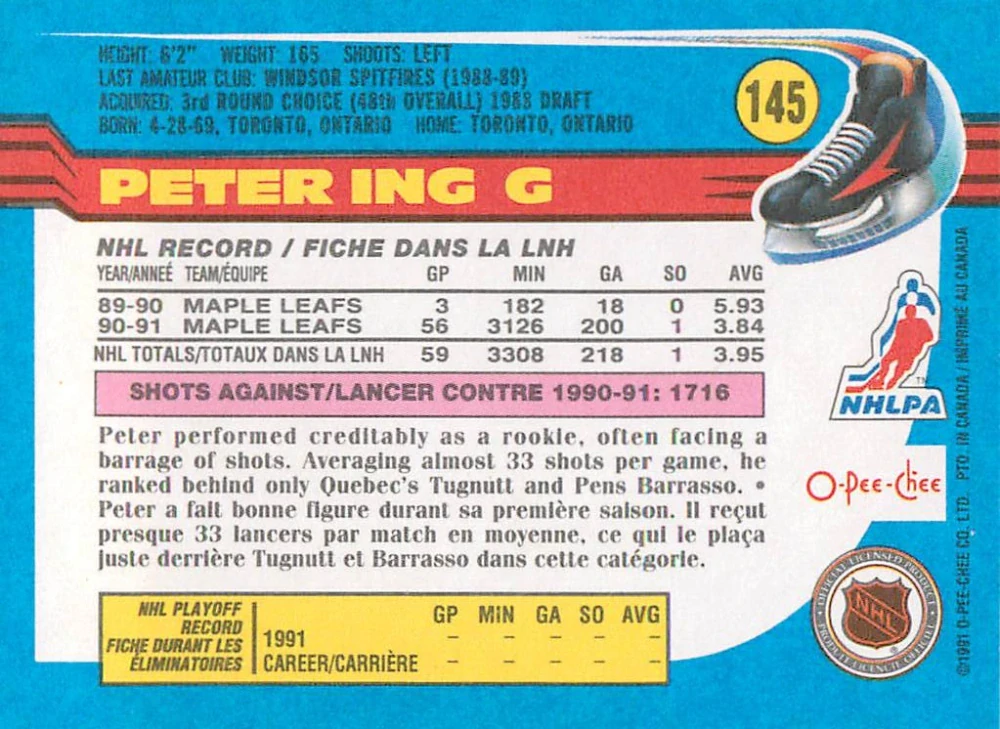 HEIGHT: 6'2" WEIGHT: 165 SHOOTS: LEFT
LAST AMATEUR CLUB: WINDSOR SPITFIRES (1988-89)
ACQUIRED: 3rd ROUND CHOICE (48th OVERALL) 1988 DRAFT
BORN: 4-28-69, TORONTO, ONTARIO HOME: TORONTO, ONTARIO
145
PETER ING G
NHL RECORD / FICHE DANS LA LNH
YEAR/ANNEÉ TEAM/ÉQUIPE GP MIN GA SO AVG
89-90 MAPLE LEAFS 3 182 18 0 5.93
90-91 MAPLE LEAFS 56 3126 200 1 3.84
NHL TOTALS/TOTAUX DANS LA LNH 59 3308 218 1 3.95
SHOTS AGAINST/LANCER CONTRE 1990-91: 1716
Peter performed creditably as a rookie, often facing a
barrage of shots. Averaging almost 33 shots per game, he
ranked behind only Quebec's Tugnutt and Pens Barrasso. •
Peter a fait bonne figure durant sa première saison. Il reçut
presque 33 lancers par match en moyenne, ce qui le plaça
juste derrière Tugnutt et Barrasso dans cette catégorie.
NHL PLAYOFF
RECORD
FICHE DURANT LES
ÉLIMINATOIRES
GP MIN GA SO AVG
1991 – – – – –
CAREER/CARRIÈRE – – – – –
TM
NHLPA
O-Pee-Chee
OFFICIAL LICENSED PRODUCT
NHL
®
PRODUIT LICENCIÉ OFFICIEL
©1991 O-PEE-CHEE CO. LTD. PTD. IN CANADA / IMPRIMÉ AU CANADA